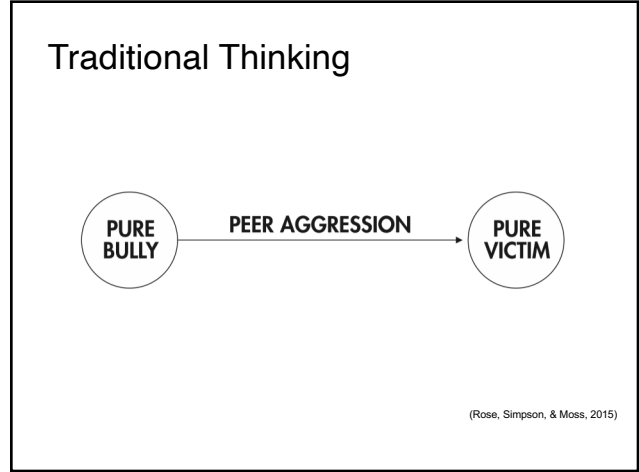 Traditional Thinking
PURE
BULLY
PEER AGGRESSION
PURE
VICTIM
(Rose, Simpson, & Moss, 2015)